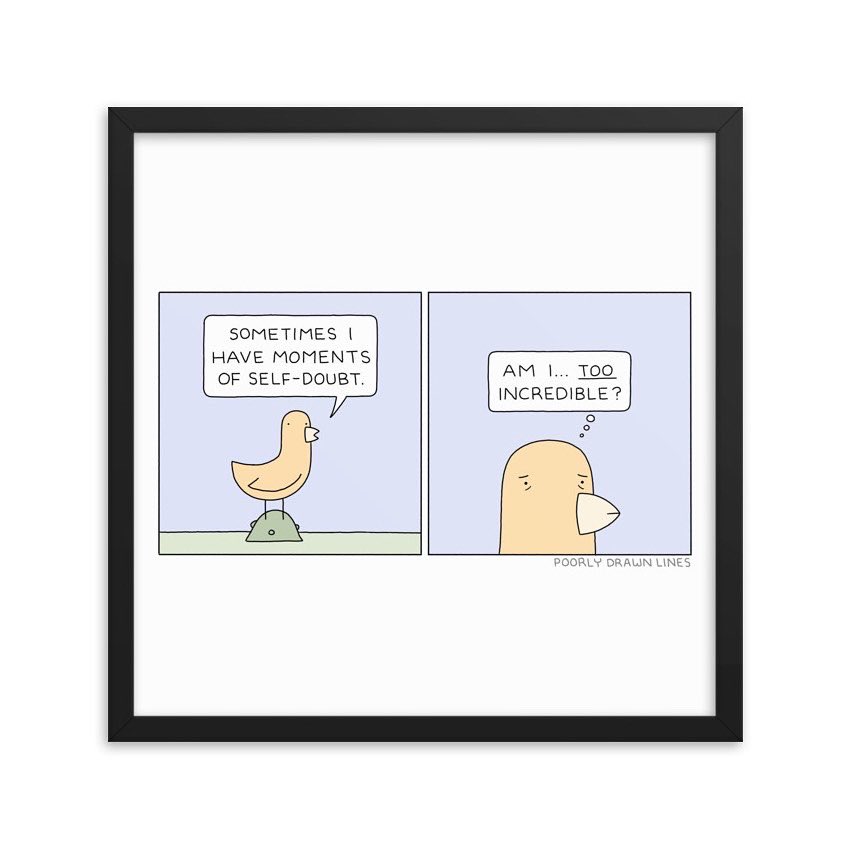 SOMETIMES I
HAVE MOMENTS
OF SELF-DOUBT.
AM I... TOO
INCREDIBLE?
POORLY DRAWN LINES